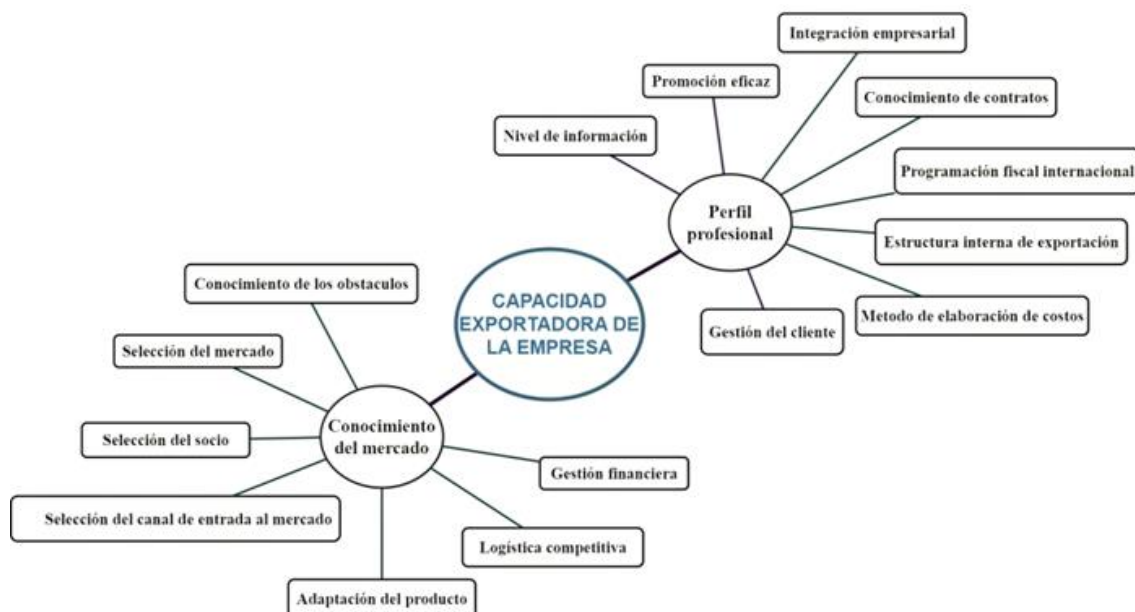 Integración empresarial
Promoción eficaz
Conocimiento de contratos
Nivel de información
Programación fiscal internacional
Perfil
profesional
Estructura interna de exportación
Metodo de elaboración de costos
Gestión del cliente
CAPACIDAD
EXPORTADORA DE
LA EMPRESA
Conocimiento de los obstaculos
Selección del mercado
Conocimiento
del mercado
Selección del socio
Gestión financiera
Selección del canal de entrada al mercado
Logística competitiva
Adaptación del producto